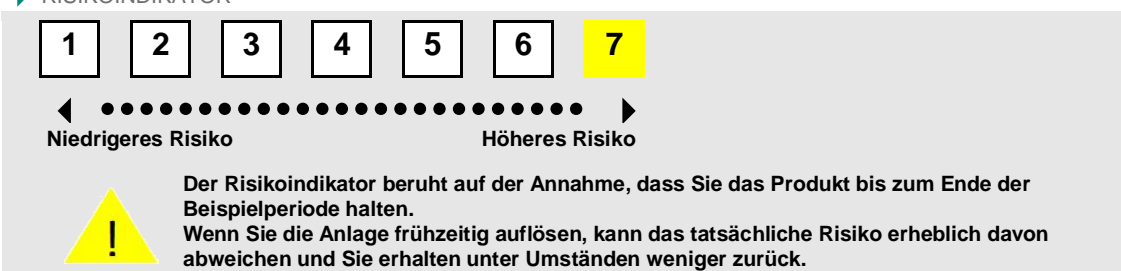 RISIKOINDIKATOR
1 2 3 4 5 6 7
Niedrigeres Risiko Höheres Risiko
Der Risikoindikator beruht auf der Annahme, dass Sie das Produkt bis zum Ende der
Beispielperiode halten.
! Wenn Sie die Anlage frühzeitig auflösen, kann das tatsächliche Risiko erheblich davon
abweichen und Sie erhalten unter Umständen weniger zurück.